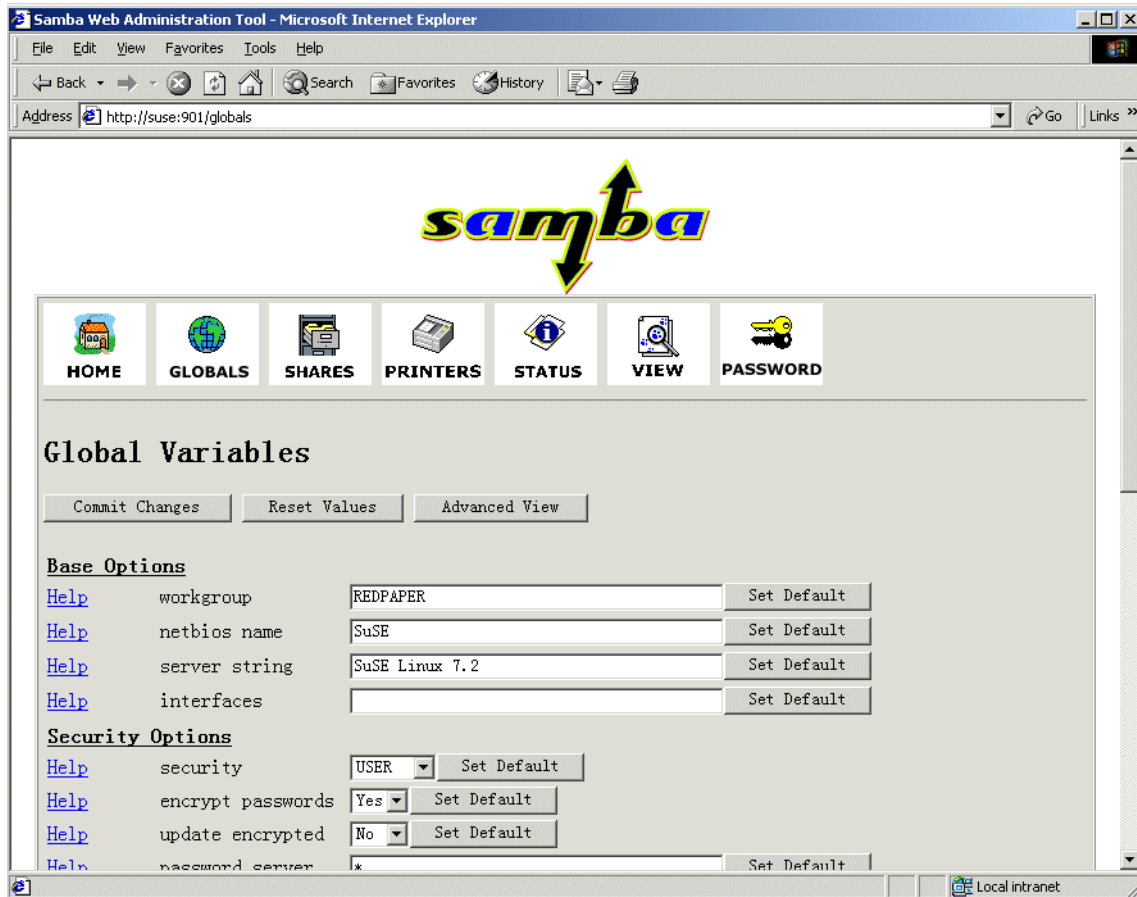 Samba Web Administration Tool - Microsoft Internet Explorer
File Edit View Favorites Tools Help
Back Search Favorites History
Address http://suse:901/globals Go Links »
samba
HOME GLOBALS SHARES PRINTERS STATUS VIEW PASSWORD
Global Variables
Commit Changes Reset Values Advanced View
Base Options
Help workgroup REDPAPER Set Default
Help netbios name SuSE Set Default
Help server string SuSE Linux 7.2 Set Default
Help interfaces Set Default
Security Options
Help security USER Set Default
Help encrypt passwords Yes Set Default
Help update encrypted No Set Default
Help password server * Set Default
Local intranet